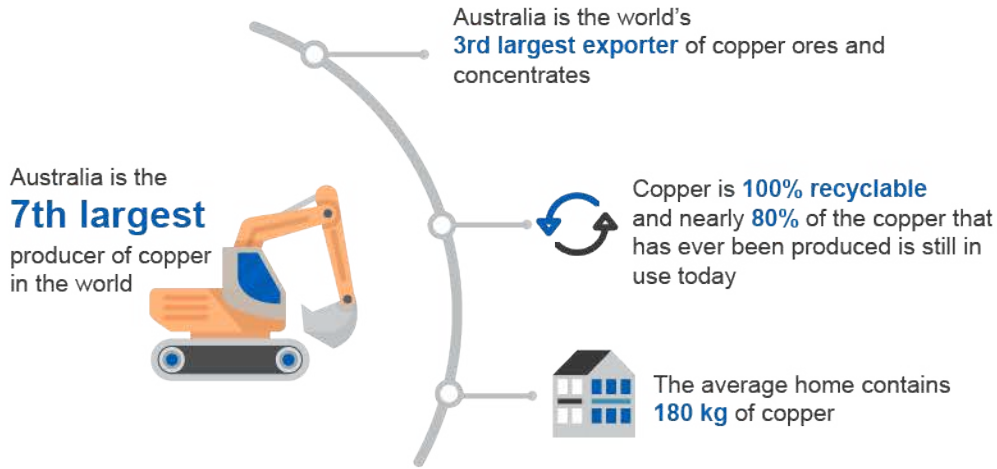 Australia is the world's
3rd largest exporter of copper ores and
concentrates
Australia is the
7th largest
producer of copper
in the world
Copper is 100% recyclable
and nearly 80% of the copper that
has ever been produced is still in
use today
The average home contains
180 kg of copper